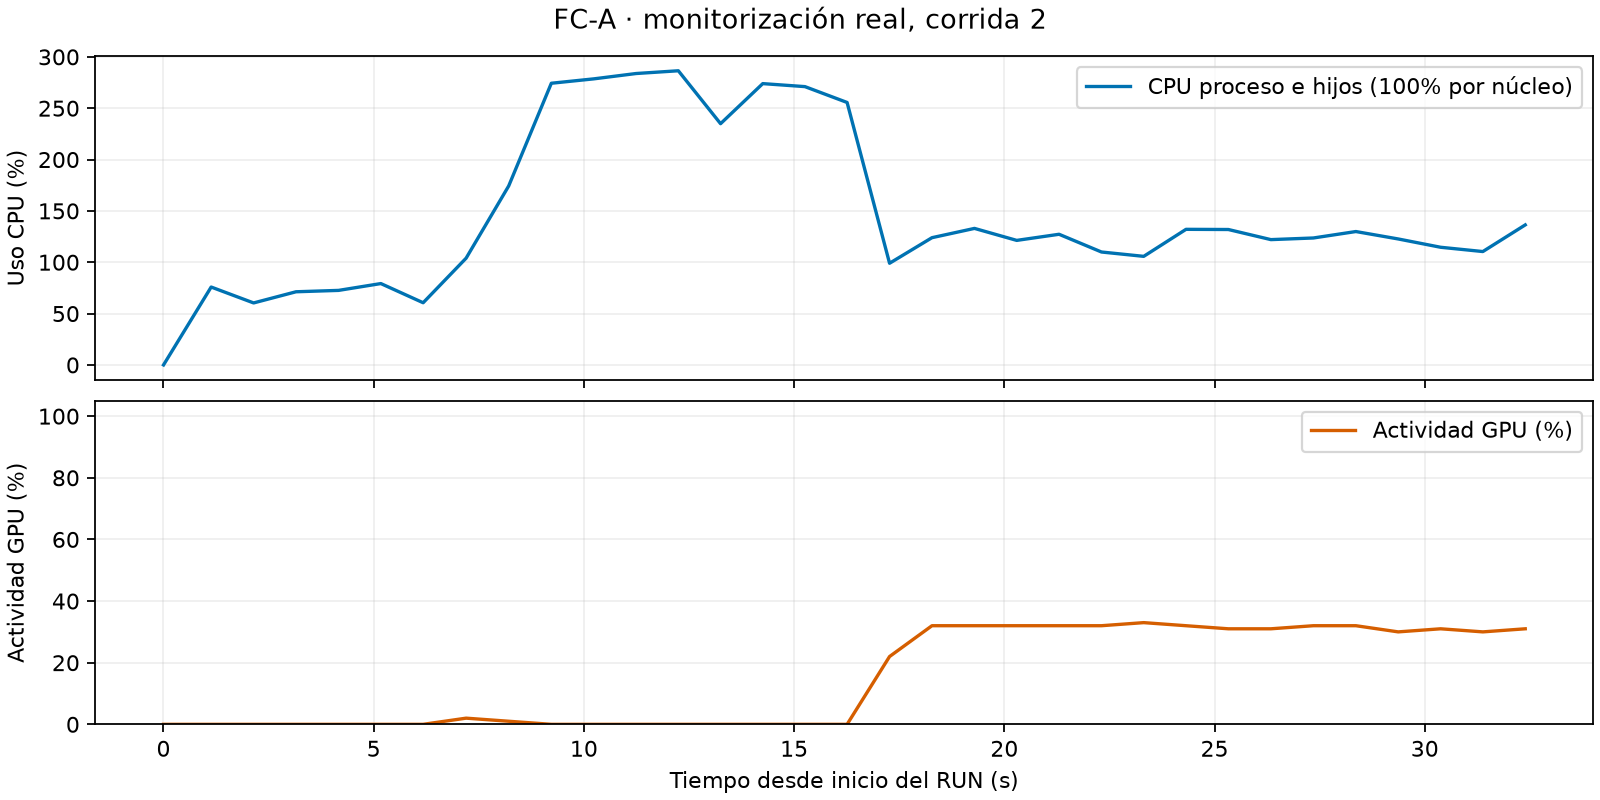 FC-A · monitorización real, corrida 2
300
250
200
150
100
50
0
Uso CPU (%)
CPU proceso e hijos (100% por núcleo)
100
80
60
40
20
0
Actividad GPU (%)
Actividad GPU (%)
0 5 10 15 20 25 30
Tiempo desde inicio del RUN (s)